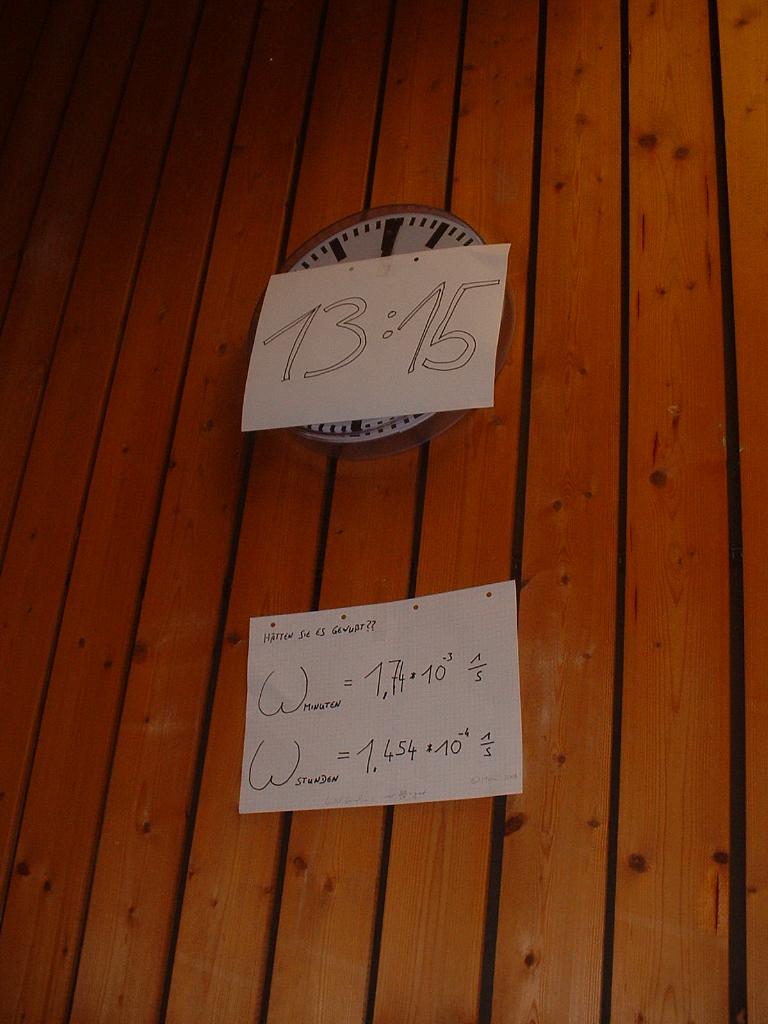 13:15
HÄTTEN SIE ES GEWUßT??
ω MINUTEN = 1,74 * 10⁻³ 1/s
ω STUNDEN = 1,454 * 10⁻⁴ 1/s